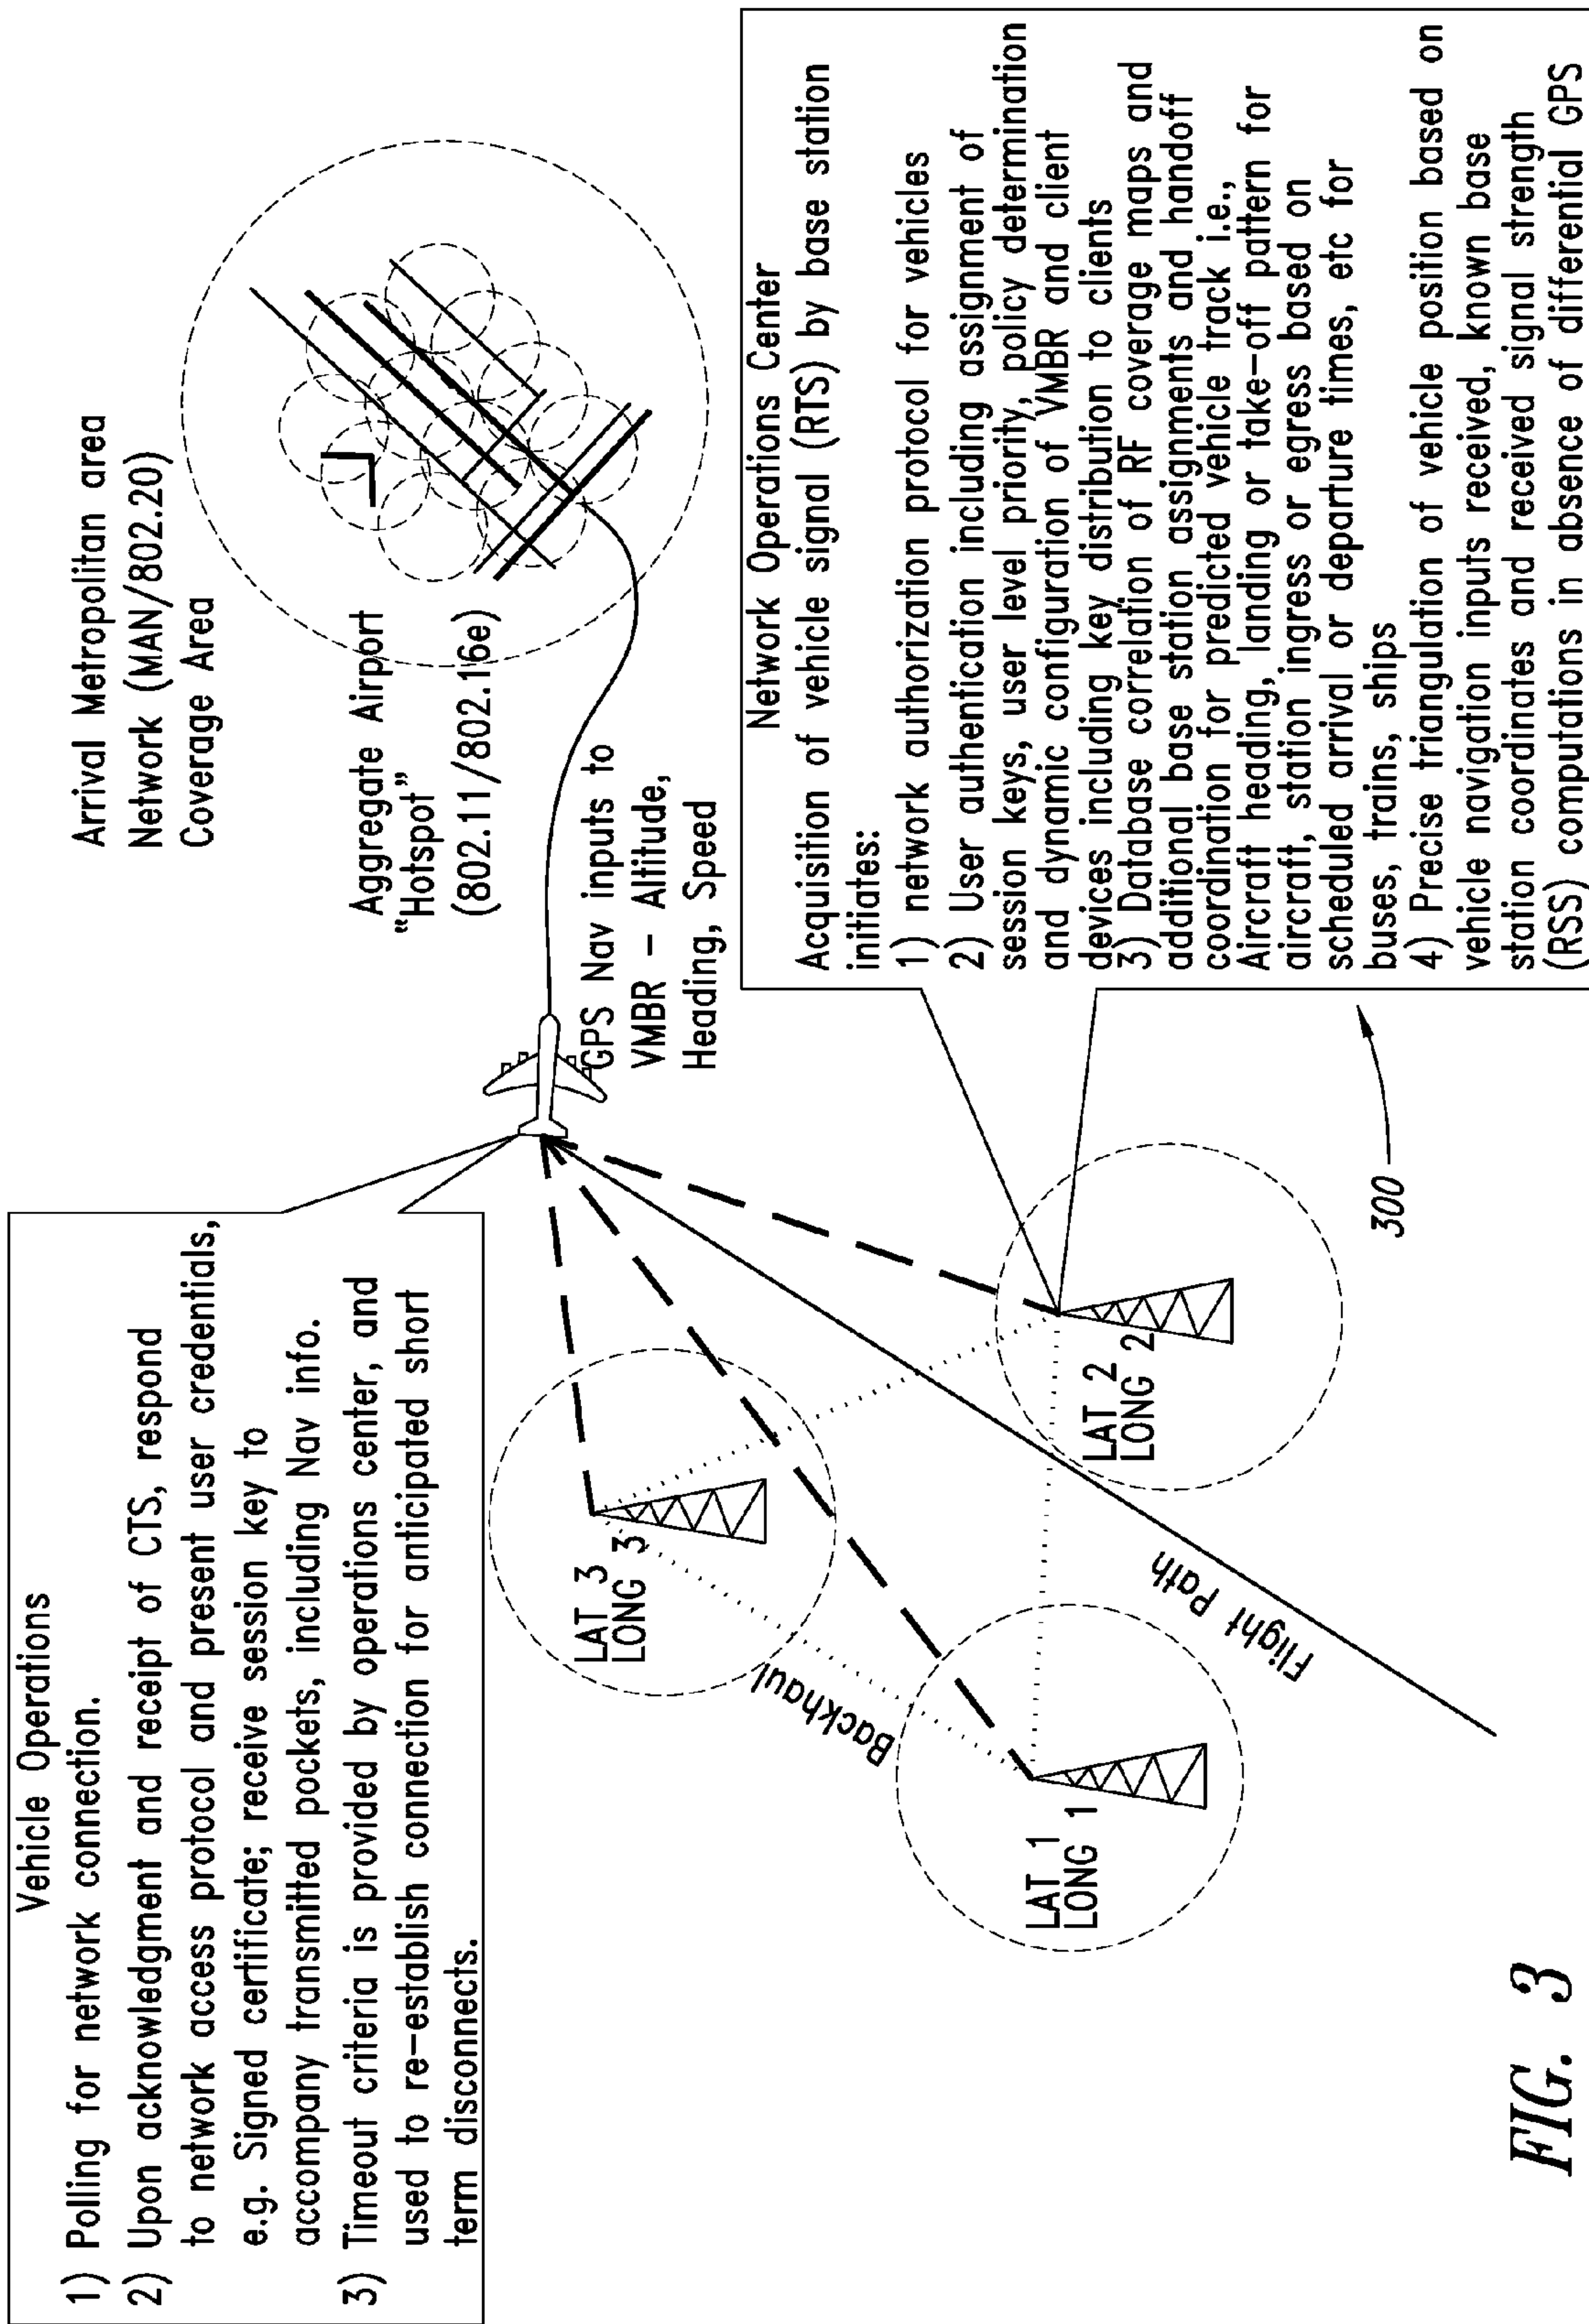 Vehicle Operations
1) Polling for network connection.
2) Upon acknowledgment and receipt of CTS, respond
to network access protocol and present user credentials,
e.g. Signed certificate; receive session key to
accompany transmitted pockets, including Nav info.
3) Timeout criteria is provided by operations center, and
used to re-establish connection for anticipated short
term disconnects.
Arrival Metropolitan area
Network (MAN/802.20)
Coverage Area
Aggregate Airport
"Hotspot"
(802.11/802.16e)
GPS Nav inputs to
VMBR - Altitude,
Heading, Speed
LAT 3
LONG 3
Backhaul
LAT 1
LONG 1
LAT 2
LONG 2
Flight Path
300
Network Operations Center
Acquisition of vehicle signal (RTS) by base station
initiates:
1) network authorization protocol for vehicles
2) User authentication including assignment of
session keys, user level priority, policy determination
and dynamic configuration of VMBR and client
devices including key distribution to clients
3) Database correlation of RF coverage maps and
additional base station assignments and handoff
coordination for predicted vehicle track i.e.,
Aircraft heading, landing or take-off pattern for
aircraft, station ingress or egress based on
scheduled arrival or departure times, etc for
buses, trains, ships
4) Precise triangulation of vehicle position based on
vehicle navigation inputs received, known base
station coordinates and received signal strength
(RSS) computations in absence of differential GPS
FIG. 3